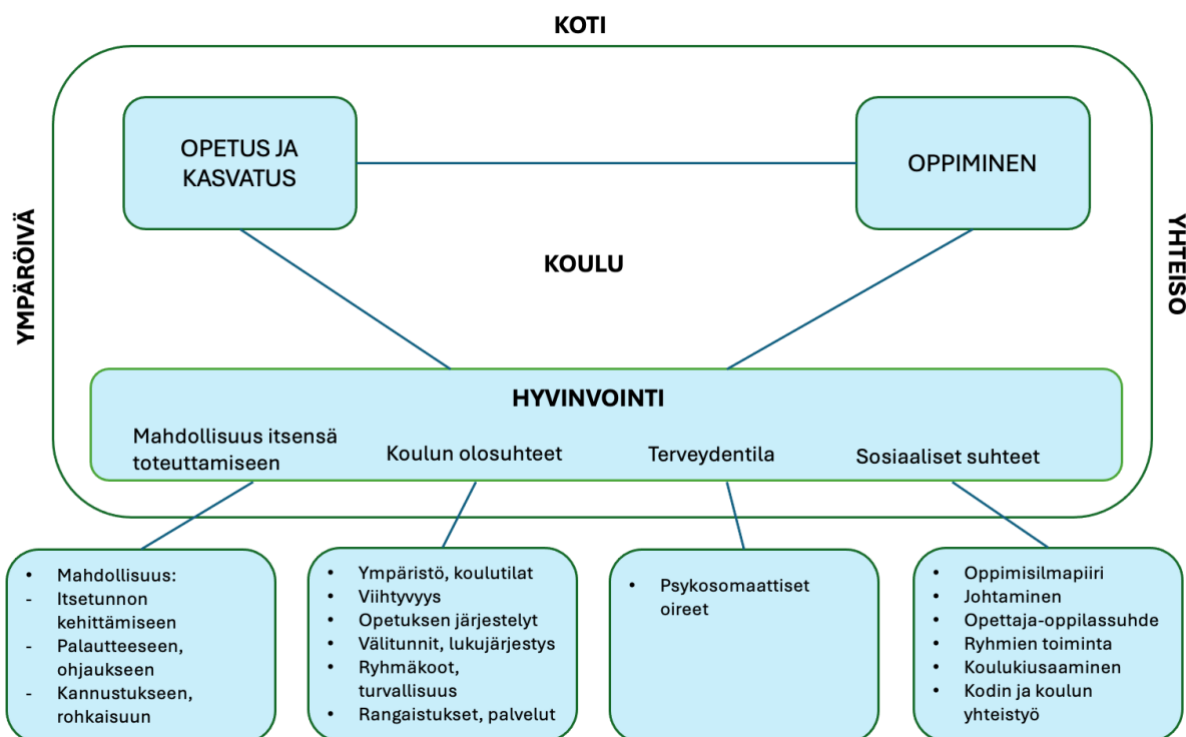 KOTI
OPETUS JA
KASVATUS
OPPIMINEN
YMPÄRÖIVÄ
KOULU
YHTEISO
HYVINVOINTI
Mahdollisuus itsensä
toteuttamiseen
Koulun olosuhteet
Terveydentila
Sosiaaliset suhteet
• Mahdollisuus:
- Itsetunnon
kehittämiseen
- Palautteeseen,
ohjaukseen
- Kannustukseen,
rohkaisuun
• Ympäristö, koulutilat
• Viihtyvyys
• Opetuksen järjestelyt
• Välitunnit, lukujärjestys
• Ryhmäkoot,
turvallisuus
• Rangaistukset, palvelut
• Psykosomaattiset
oireet
• Oppimisilmapiiri
• Johtaminen
• Opettaja-oppilassuhde
• Ryhmien toiminta
• Koulukiusaaminen
• Kodin ja koulun
yhteistyö